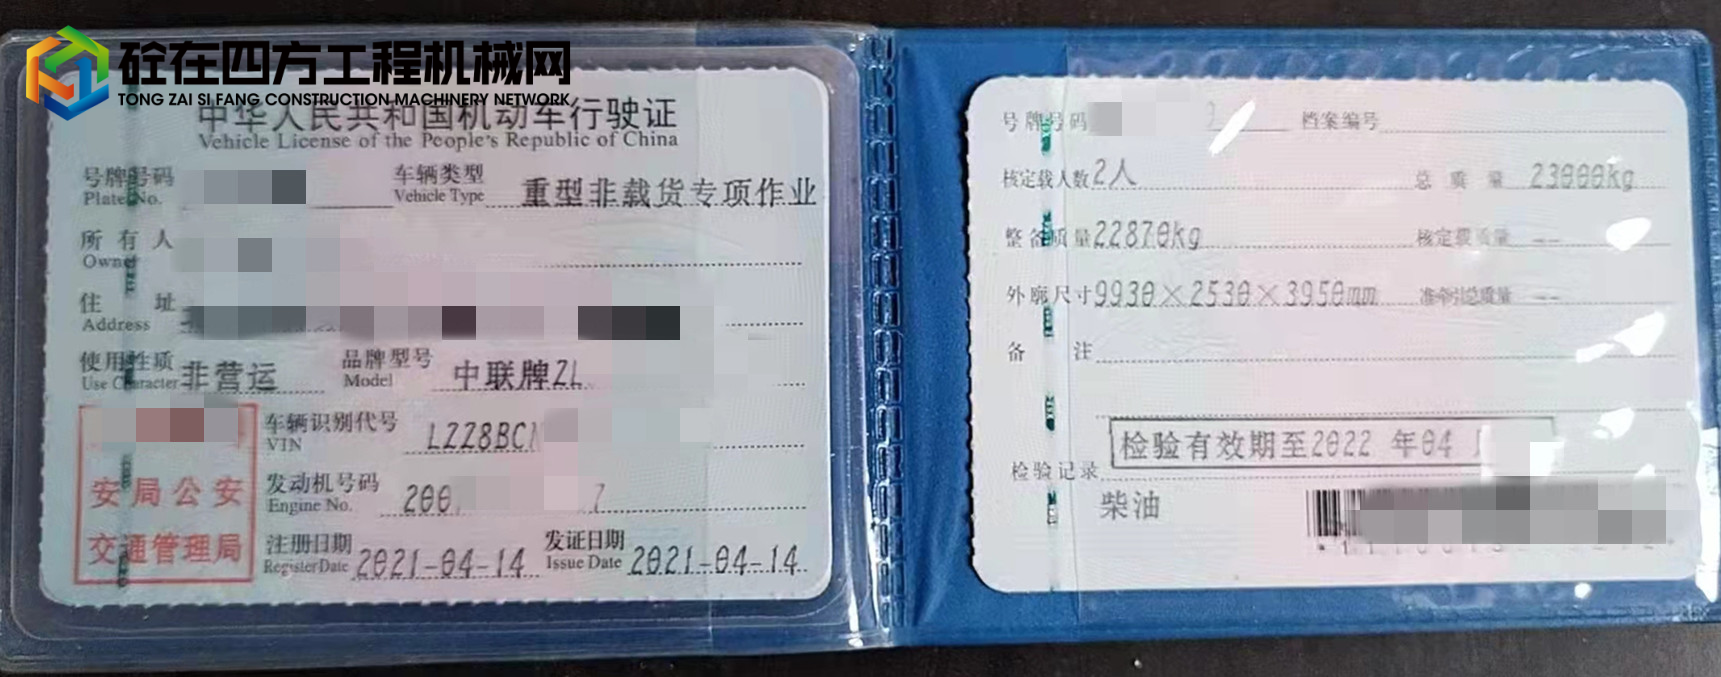 砼在四方工程机械网
TONG ZAI SI FANG CONSTRUCTION MACHINERY NETWORK
中华人民共和国机动车行驶证
Vehicle License of the People's Republic of China
号牌号码 车辆类型 重型非载货专项作业
Plate No. Vehicle Type
所有人
Owner
住址
Address
使用性质 非营运 品牌型号 中联牌ZL
Use Character Model
车辆识别代号 LZZ8BC
VIN
安局公安
交通管理局
发动机号码 200
Engine No.
注册日期 2021-04-14 发证日期 2021-04-14
Register Date Issue Date
号牌号码 档案编号
核定载人数 2人 总质量 23000kg
整备质量 22870kg 核定载质量 --
外廓尺寸 9930×2530×3950mm 准牵引总质量 --
备注
检验有效期至2022 年04
检验记录
柴油